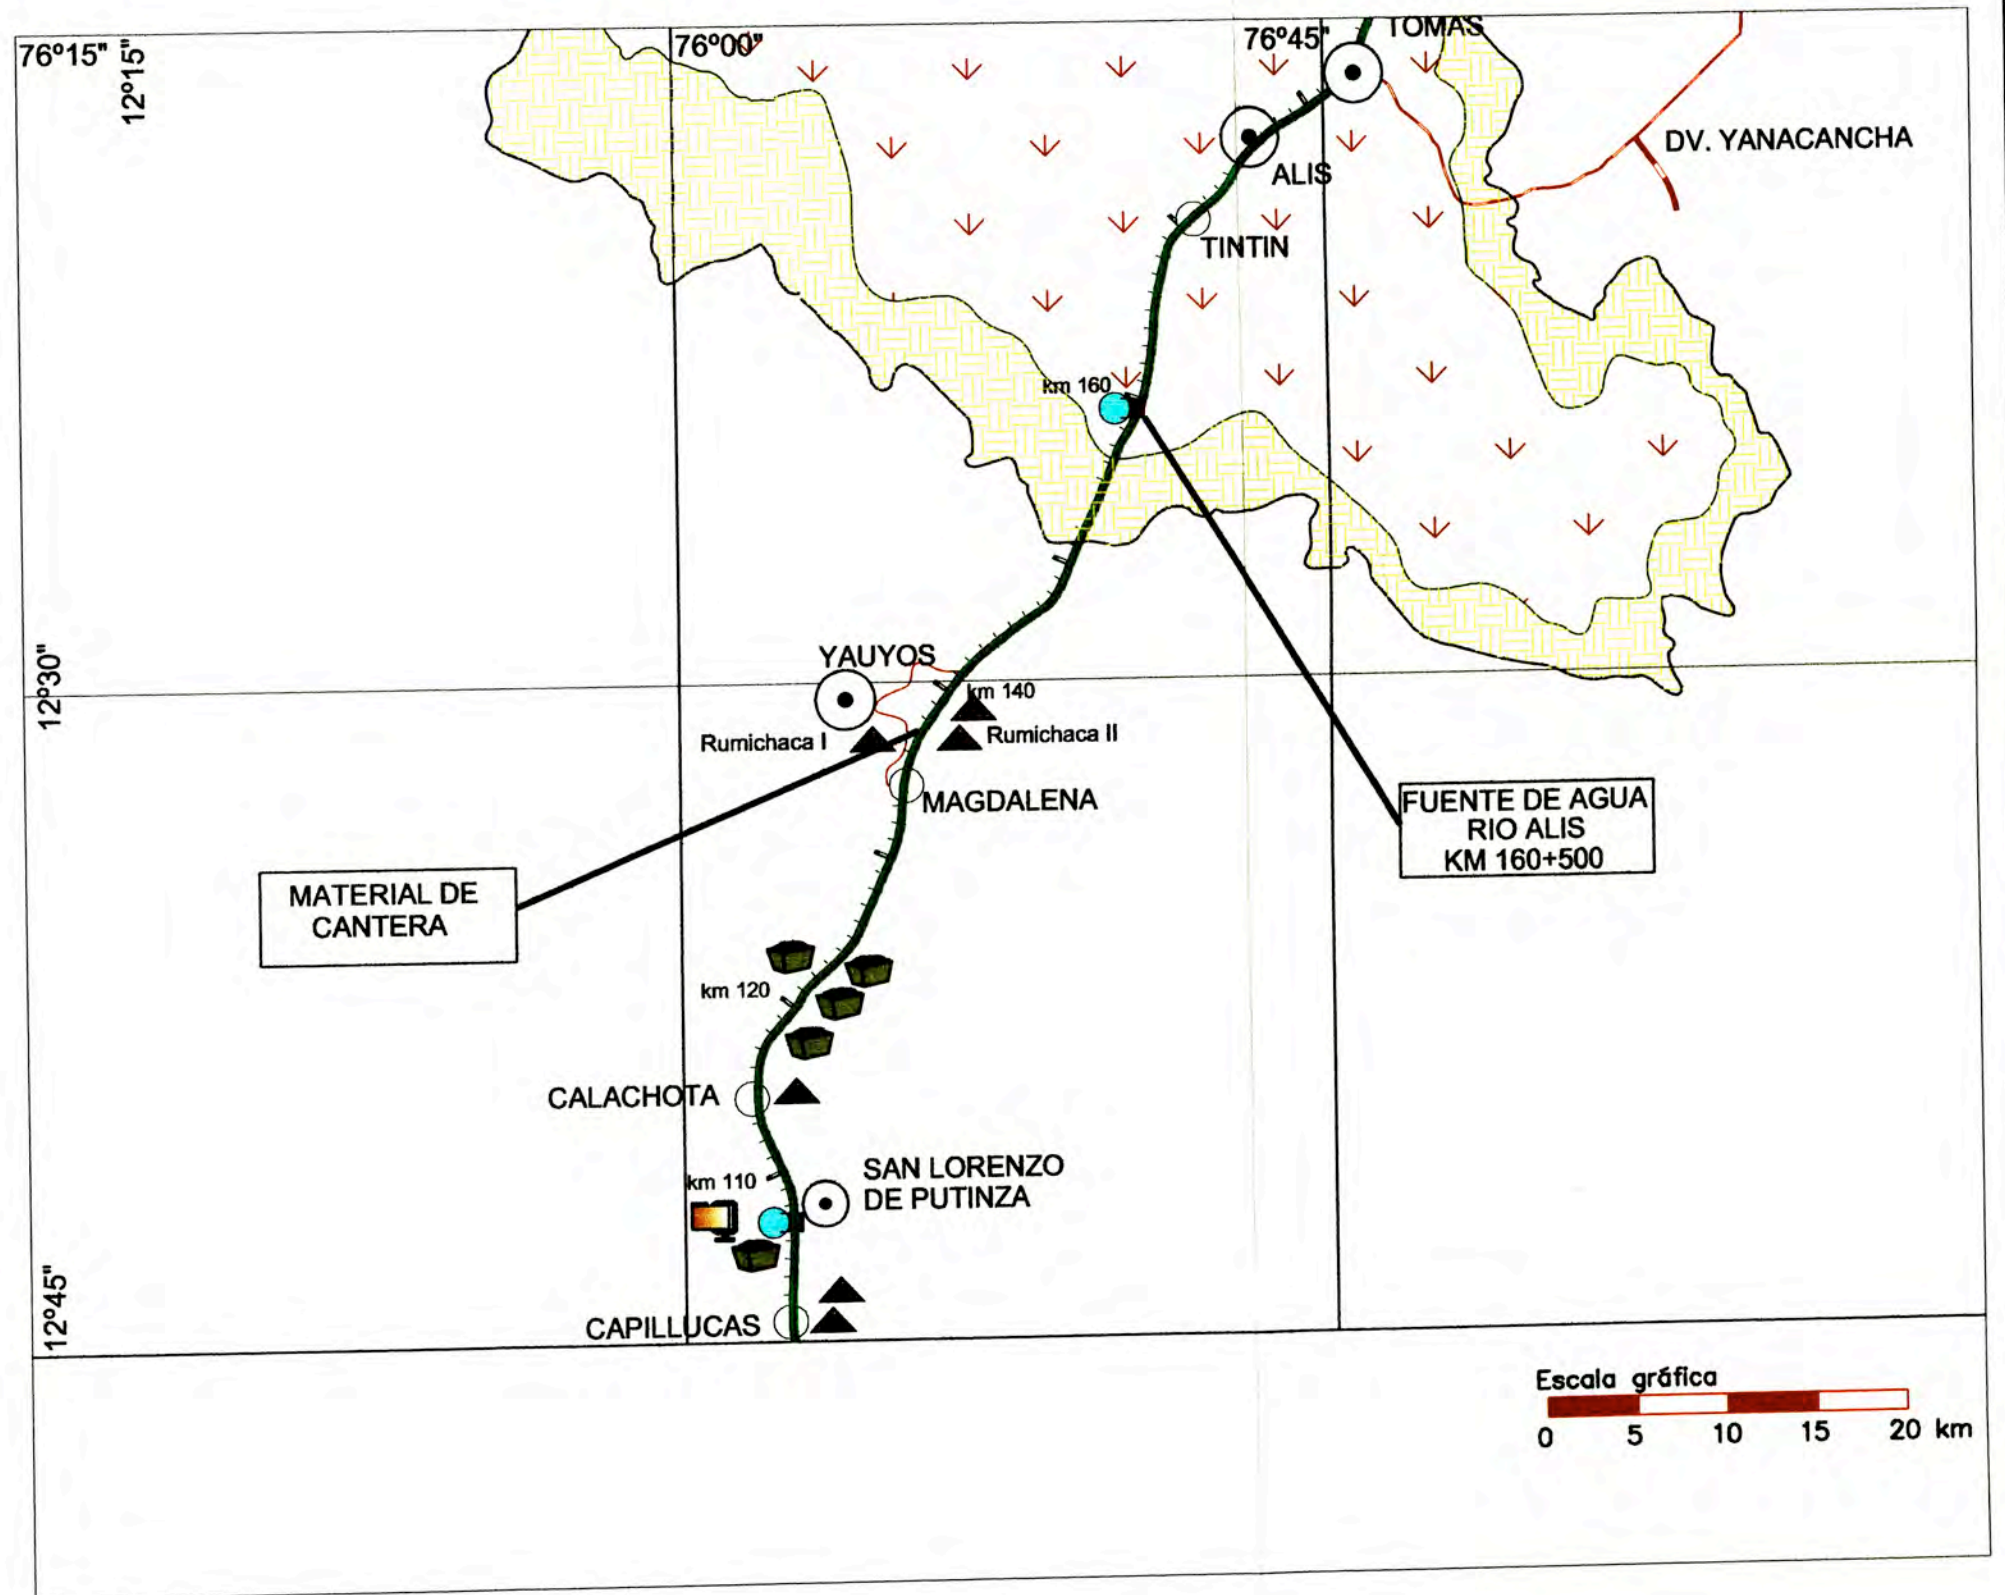 76º15"
12º15"
76º00"
76º45"
TOMAS
DV. YANACANCHA
ALIS
TINTIN
km 160
12º30"
YAUYOS
km 140
Rumichaca I
Rumichaca II
MAGDALENA
FUENTE DE AGUA
RIO ALIS
KM 160+500
MATERIAL DE
CANTERA
km 120
CALACHOTA
km 110
SAN LORENZO
DE PUTINZA
12º45"
CAPILLUCAS
Escala gráfica
0 5 10 15 20 km